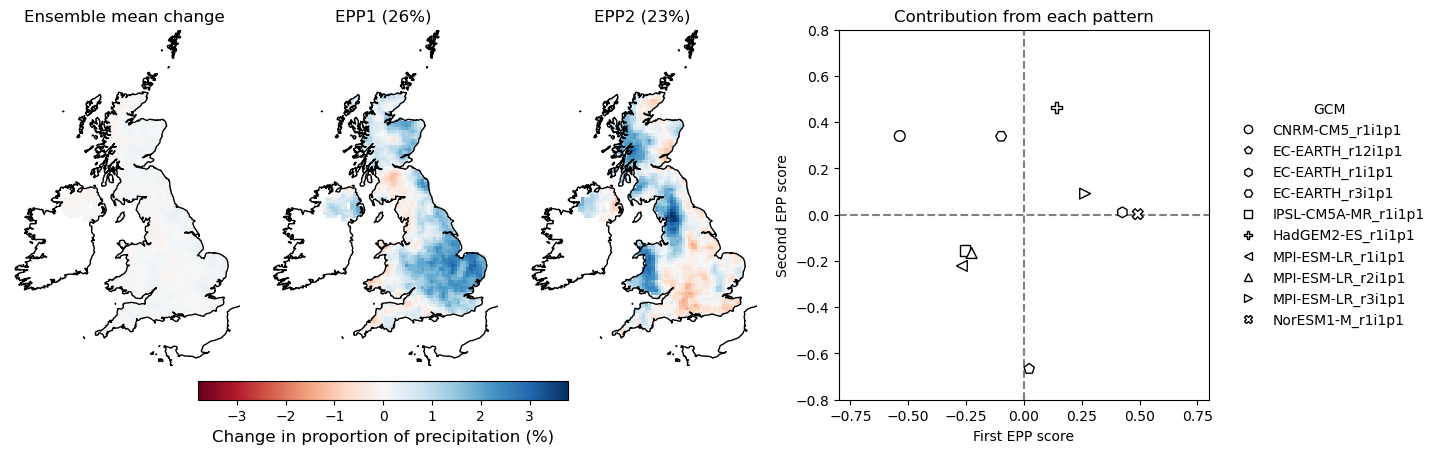 Ensemble mean change
EPP1 (26%)
EPP2 (23%)
−3 −2 −1 0 1 2 3
Change in proportion of precipitation (%)
Contribution from each pattern
Second EPP score
0.8
0.6
0.4
0.2
0.0
−0.2
−0.4
−0.6
−0.8
−0.75 −0.50 −0.25 0.00 0.25 0.50 0.75
First EPP score
GCM
CNRM-CM5_r1i1p1
EC-EARTH_r12i1p1
EC-EARTH_r1i1p1
EC-EARTH_r3i1p1
IPSL-CM5A-MR_r1i1p1
HadGEM2-ES_r1i1p1
MPI-ESM-LR_r1i1p1
MPI-ESM-LR_r2i1p1
MPI-ESM-LR_r3i1p1
NorESM1-M_r1i1p1